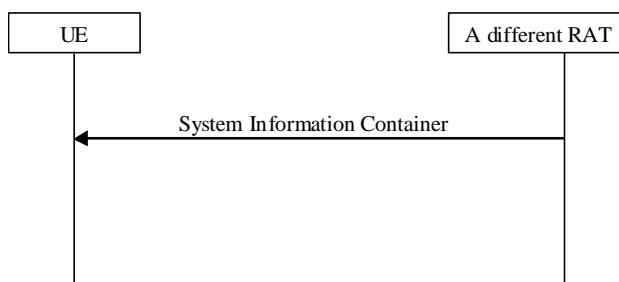 UE
A different RAT
System Information Container